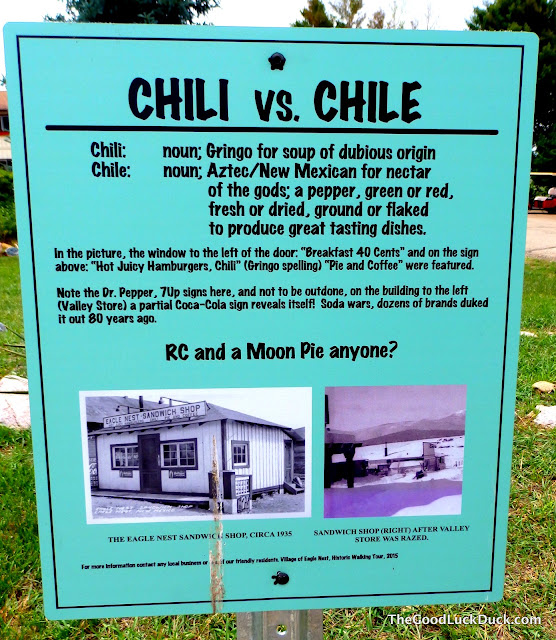 CHILI vs. CHILE
Chili: noun; Gringo for soup of dubious origin
Chile: noun; Aztec/New Mexican for nectar
of the gods; a pepper, green or red,
fresh or dried, ground or flaked
to produce great tasting dishes.
In the picture, the window to the left of the door: "Breakfast 40 Cents" and on the sign
above: "Hot Juicy Hamburgers, Chili" (Gringo spelling) "Pie and Coffee" were featured.
Note the Dr. Pepper, 7Up signs here, and not to be outdone, on the building to the left
(Valley Store) a partial Coca-Cola sign reveals itself! Soda wars, dozens of brands duked
it out 80 years ago.
RC and a Moon Pie anyone?
EAGLE NEST SANDWICH SHOP
THE EAGLE NEST SANDWICH SHOP, CIRCA 1935
SANDWICH SHOP (RIGHT) AFTER VALLEY
STORE WAS RAZED.
For more information contact any local business or of our friendly residents. Village of Eagle Nest, Historic Walking Tour, 2015
TheGoodLuckDuck.com